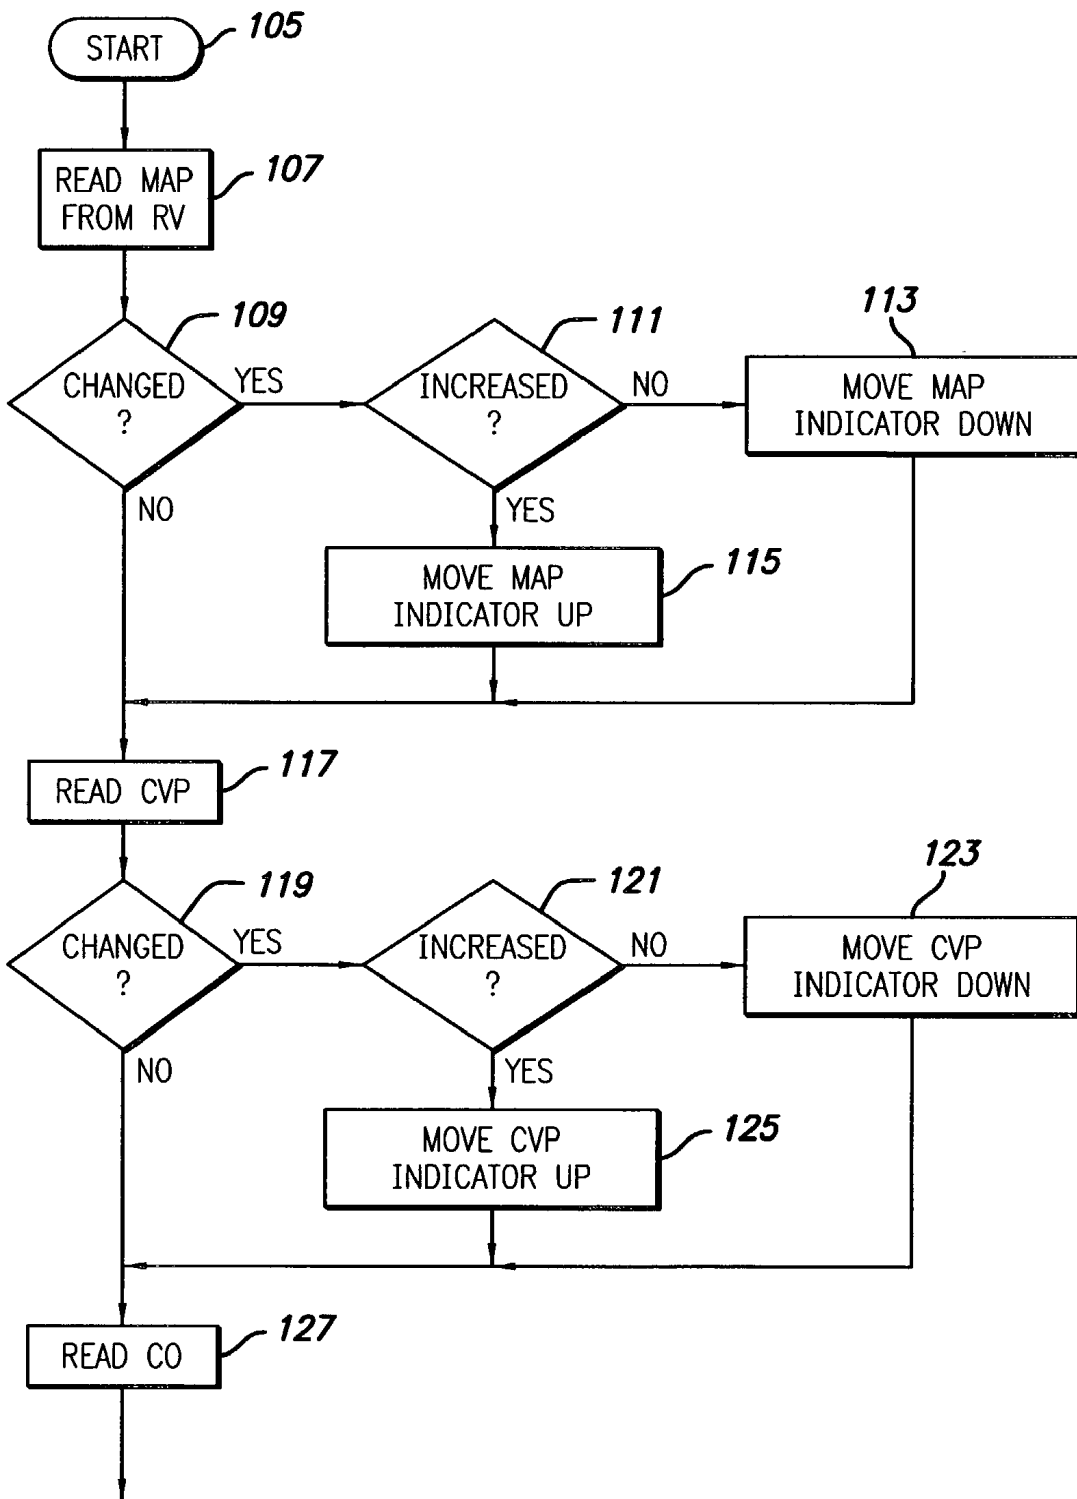 START
105
READ MAP
FROM RV
107
109
CHANGED
?
YES
NO
111
INCREASED
?
NO
YES
113
MOVE MAP
INDICATOR DOWN
MOVE MAP
INDICATOR UP
115
READ CVP
117
119
CHANGED
?
YES
NO
121
INCREASED
?
NO
YES
123
MOVE CVP
INDICATOR DOWN
MOVE CVP
INDICATOR UP
125
READ CO
127